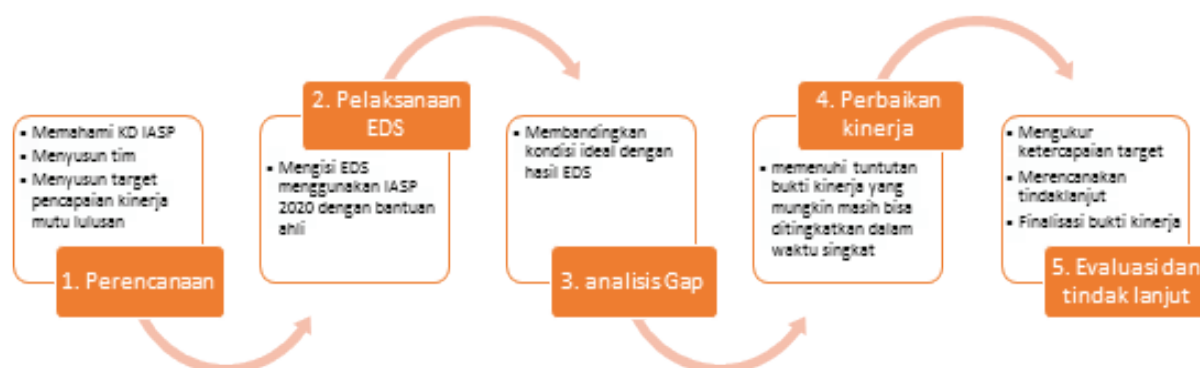 ▪ Memahami KD IASP
▪ Menyusun tim
▪ Menyusun target
pencapaian kinerja
mutu lulusan
1. Perencanaan
2. Pelaksanaan
EDS
▪ Mengisi EDS
menggunakan IASP
2020 dengan bantuan
ahli
▪ Membandingkan
kondisi ideal dengan
hasil EDS
3. analisis Gap
4. Perbaikan
kinerja
▪ memenuhi tuntutan
bukti kinerja yang
mungkin masih bisa
ditingkatkan dalam
waktu singkat
▪ Mengukur
ketercapaian target
▪ Merencanakan
tindaklanjut
▪ Finalisasi bukti kinerja
5. Evaluasi dan
tindak lanjut